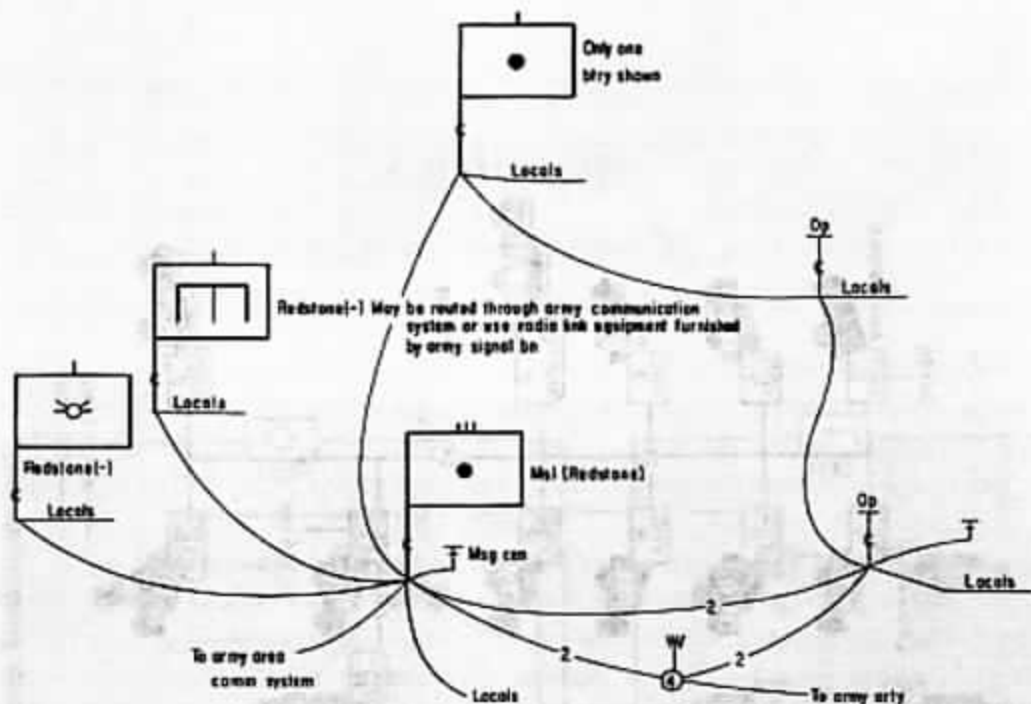 Only one
btry shown
C
Locals
Op
C
Locals
Redstone(-) May be routed through army communication
system or use radio link equipment furnished
by army signal bn
C
Locals
Redstone(-)
C
Locals
Msl (Redstone)
C
Msg cen
Op
C
T
Locals
2
W
4
2
2
To army area
comm system
Locals
To army arty